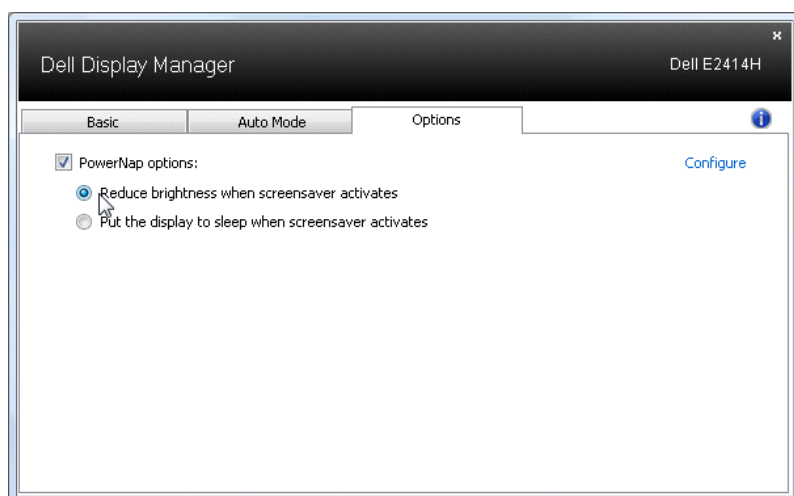 Dell Display Manager
Dell E2414H
Basic
Auto Mode
Options
PowerNap options:
Configure
Reduce brightness when screensaver activates
Put the display to sleep when screensaver activates